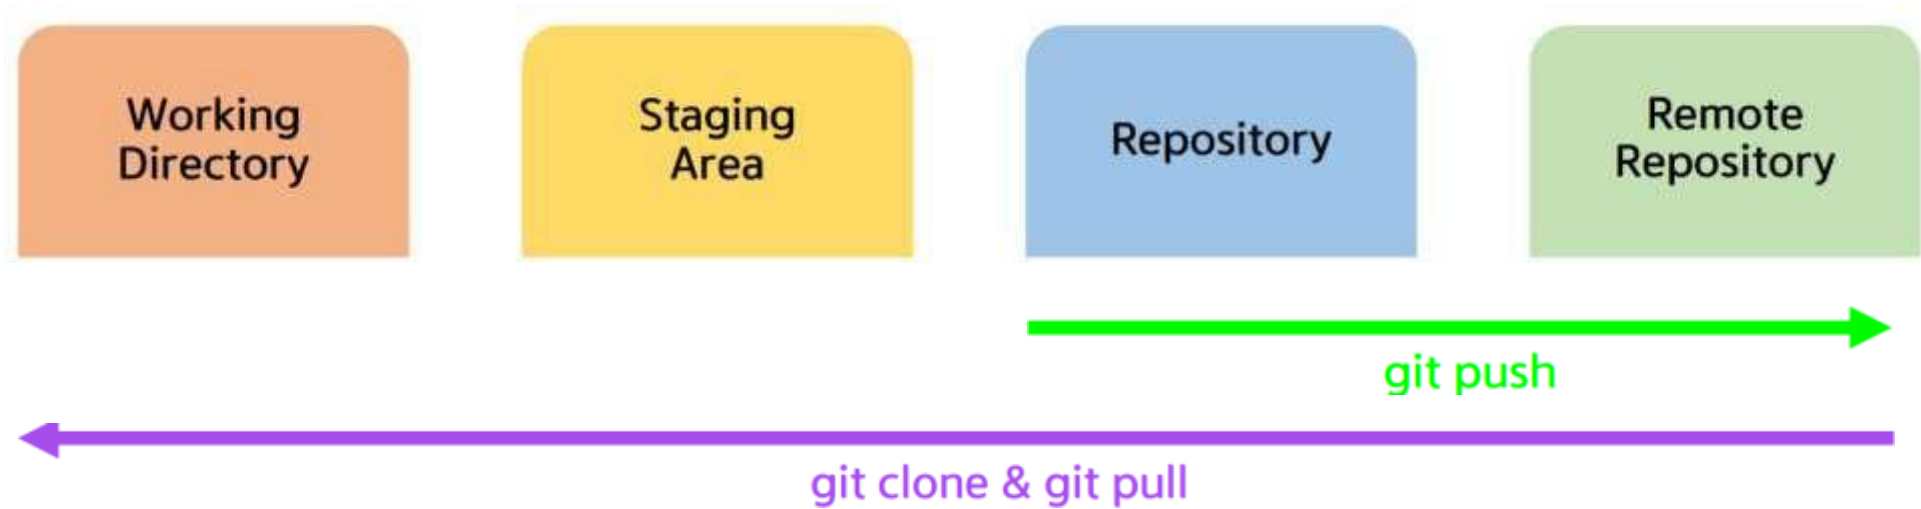 Working
Directory
Staging
Area
Repository
Remote
Repository
git push
git clone & git pull